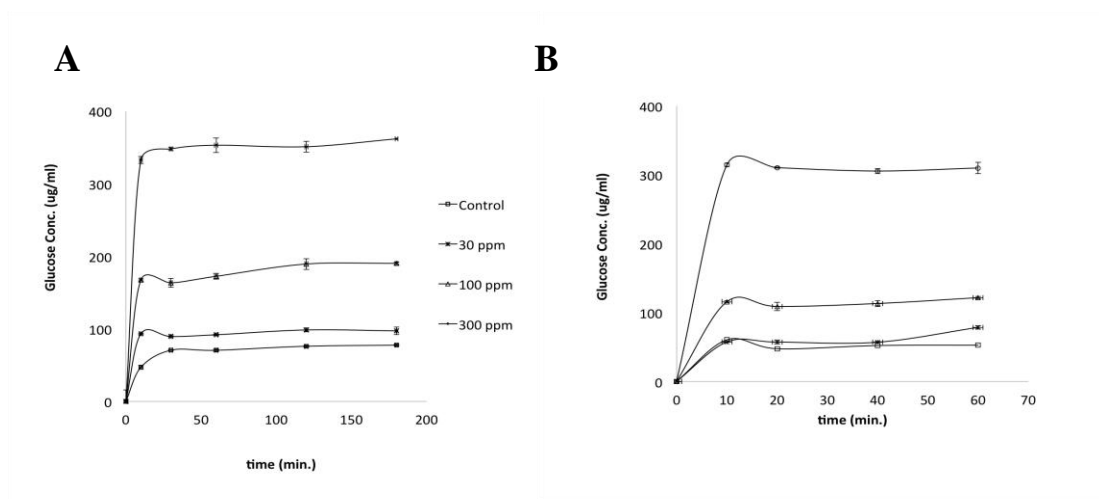 A
B
400
300
200
100
0
Glucose Conc. (ug/ml)
0 50 100 150 200
time (min.)
Control
30 ppm
100 ppm
300 ppm
400
300
200
100
0
Glucose Conc. (ug/ml)
0 10 20 30 40 50 60 70
time (min.)